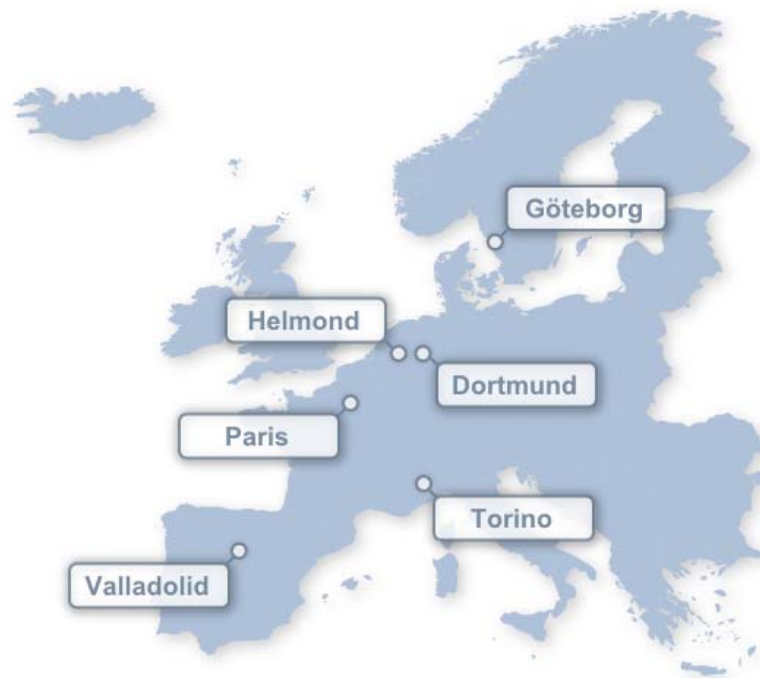 Göteborg
Helmond
Dortmund
Paris
Torino
Valladolid